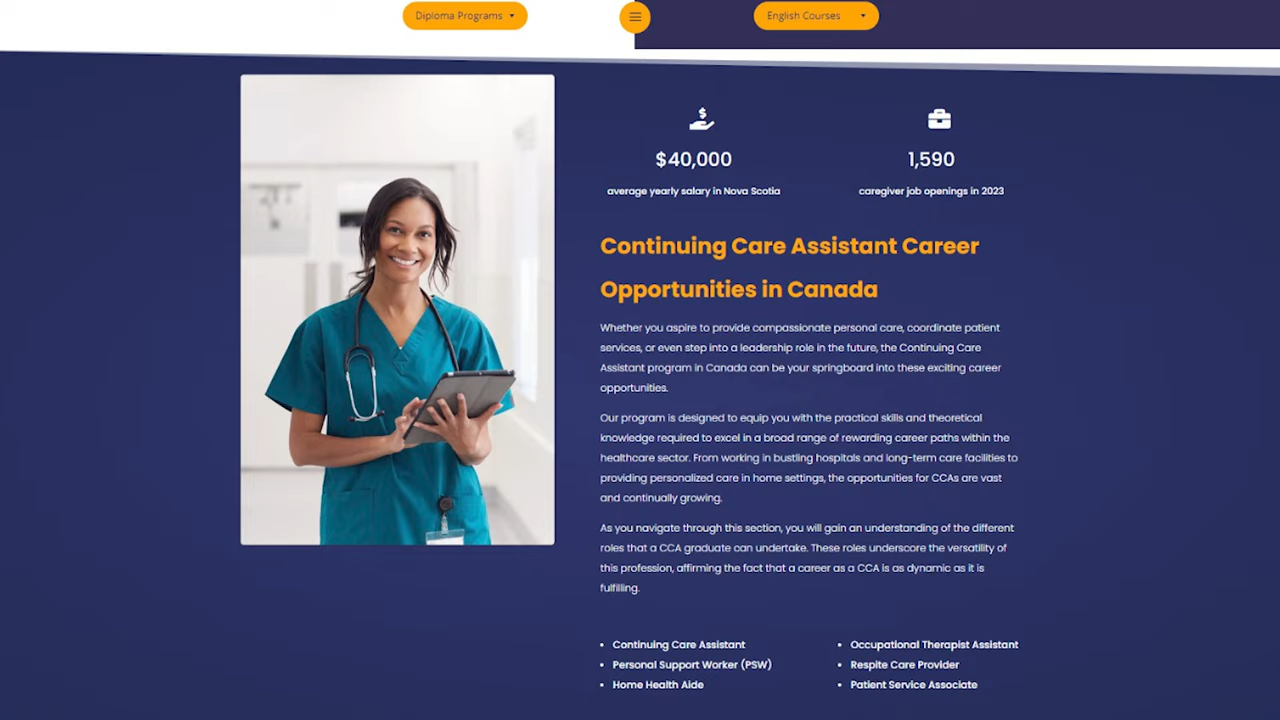 Diploma Programs
English Courses
$40,000
1,590
average yearly salary in Nova Scotia
caregiver job openings in 2023
Continuing Care Assistant Career
Opportunities in Canada
Whether you aspire to provide compassionate personal care, coordinate patient
services, or even step into a leadership role in the future, the Continuing Care
Assistant program in Canada can be your springboard into these exciting career
opportunities.
Our program is designed to equip you with the practical skills and theoretical
knowledge required to excel in a broad range of rewarding career paths within the
healthcare sector. From working in bustling hospitals and long-term care facilities to
providing personalized care in home settings, the opportunities for CCAs are vast
and continually growing.
As you navigate through this section, you will gain an understanding of the different
roles that a CCA graduate can undertake. These roles underscore the versatility of
this profession, affirming the fact that a career as a CCA is as dynamic as it is
fulfilling.
• Continuing Care Assistant
• Personal Support Worker (PSW)
• Home Health Aide
• Occupational Therapist Assistant
• Respite Care Provider
• Patient Service Associate